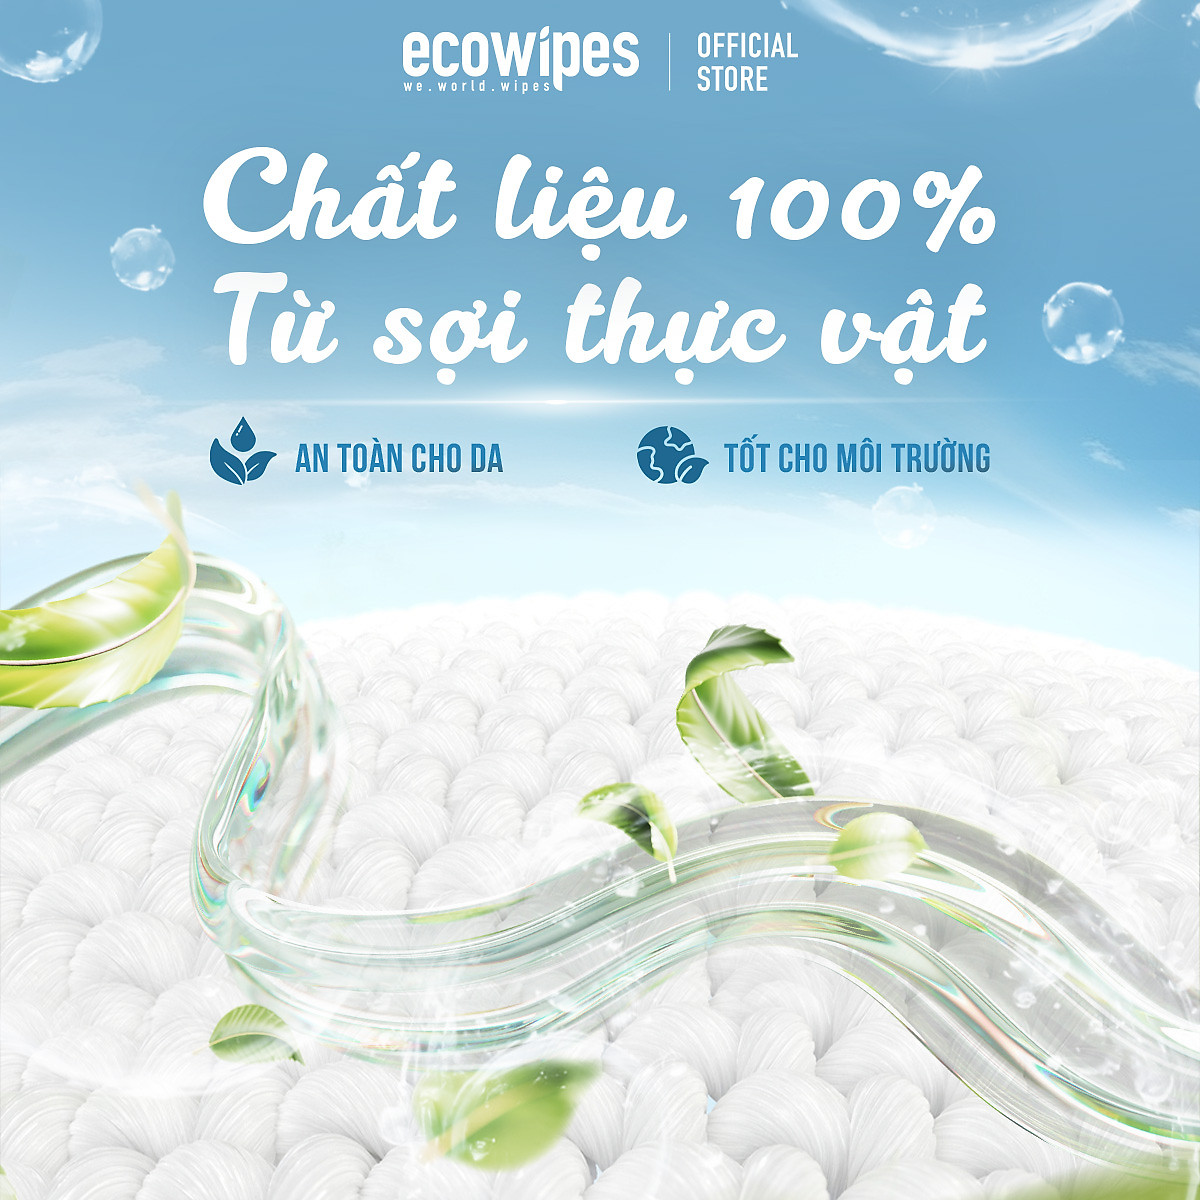 ecowipes
we.world.wipes
OFFICIAL
STORE
Chất liệu 100%
Từ sợi thực vật
AN TOÀN CHO DA
TỐT CHO MÔI TRƯỜNG